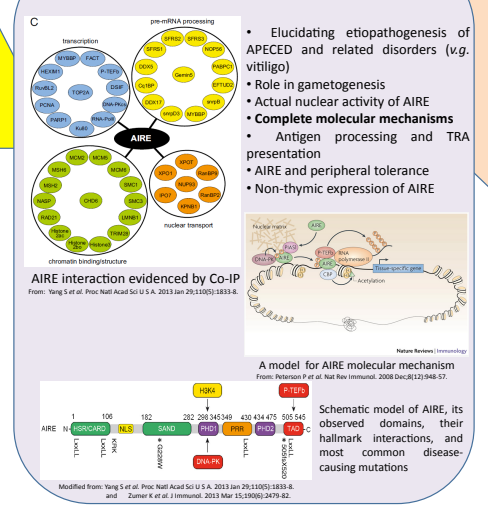 C
pre-mRNA processing
transcription
SFRS2
SFRS3
SFRS1
NOP56
DDX5
PABPC1
Gemin5
Cq1BP
EFTUD2
DDX17
snrpB
snrpD3
MYBBP
MYBBP
FACT
HEXIM1
P-TEFb
RuvBL2
TOP2A
DSIF
PCNA
DNA-PKcs
PARP1
RNA-PolII
Ku80
AIRE
MCM2
MCM5
MSH6
MCM6
MSH2
SMC1
NASP
CHD6
SMC3
RAD21
LMNB1
Histone
2bc
TRIM28
Histone
2bo
Histone3
chromatin binding/structure
XPOT
XPO1
RanBP9
NUP93
IPO7
RanBP2
KPNB1
nuclear transport
AIRE interaction evidenced by Co-IP
From: Yang S et al. Proc Natl Acad Sci U S A. 2013 Jan 29;110(5):1833-8.
• Elucidating etiopathogenesis of
APECED and related disorders (v.g.
vitiligo)
• Role in gametogenesis
• Actual nuclear activity of AIRE
• Complete molecular mechanisms
• Antigen processing and TRA
presentation
• AIRE and peripheral tolerance
• Non-thymic expression of AIRE
Nuclear matrix
AIRE
PIAS1
DNA-PK
AIRE
P-TEFb
RNA
polymerase II
AIRE
CBP
Tissue-specific gene
Acetylation
Nature Reviews | Immunology
A model for AIRE molecular mechanism
From: Peterson P et al. Nat Rev Immunol. 2008 Dec;8(12):948-57.
H3K4
P-TEFb
1 106 182 282 298 345 349 430 434 475 505 545
AIRE N- HSR/CARD NLS SAND PHD1 PRR PHD2 TAD -C
LxxLL
KRK
* G228W
LxxLL
LxxLL
DNA-PK
Modified from: Yang S et al. Proc Natl Acad Sci U S A. 2013 Jan 29;110(5):1833-8.
and Zumer K et al. J Immunol. 2013 Mar 15;190(6):2479-82.
Schematic model of AIRE, its
observed domains, their
hallmark interactions, and
most common disease-
causing mutations